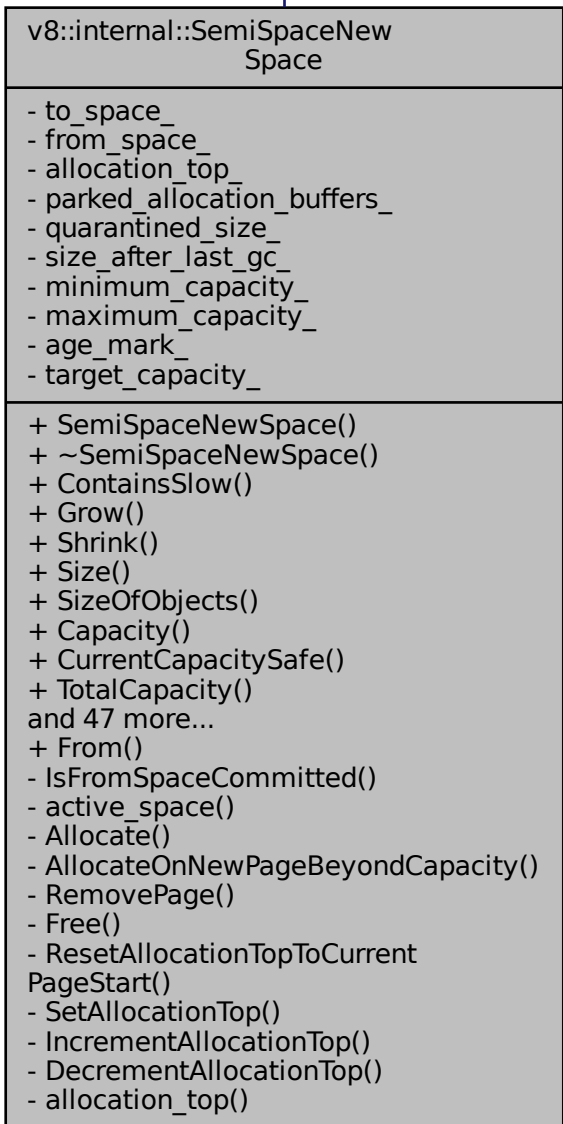 v8::internal::SemiSpaceNew
Space
- to_space_
- from_space_
- allocation_top_
- parked_allocation_buffers_
- quarantined_size_
- size_after_last_gc_
- minimum_capacity_
- maximum_capacity_
- age_mark_
- target_capacity_
+ SemiSpaceNewSpace()
+ ~SemiSpaceNewSpace()
+ ContainsSlow()
+ Grow()
+ Shrink()
+ Size()
+ SizeOfObjects()
+ Capacity()
+ CurrentCapacitySafe()
+ TotalCapacity()
and 47 more...
+ From()
- IsFromSpaceCommitted()
- active_space()
- Allocate()
- AllocateOnNewPageBeyondCapacity()
- RemovePage()
- Free()
- ResetAllocationTopToCurrent
PageStart()
- SetAllocationTop()
- IncrementAllocationTop()
- DecrementAllocationTop()
- allocation_top()